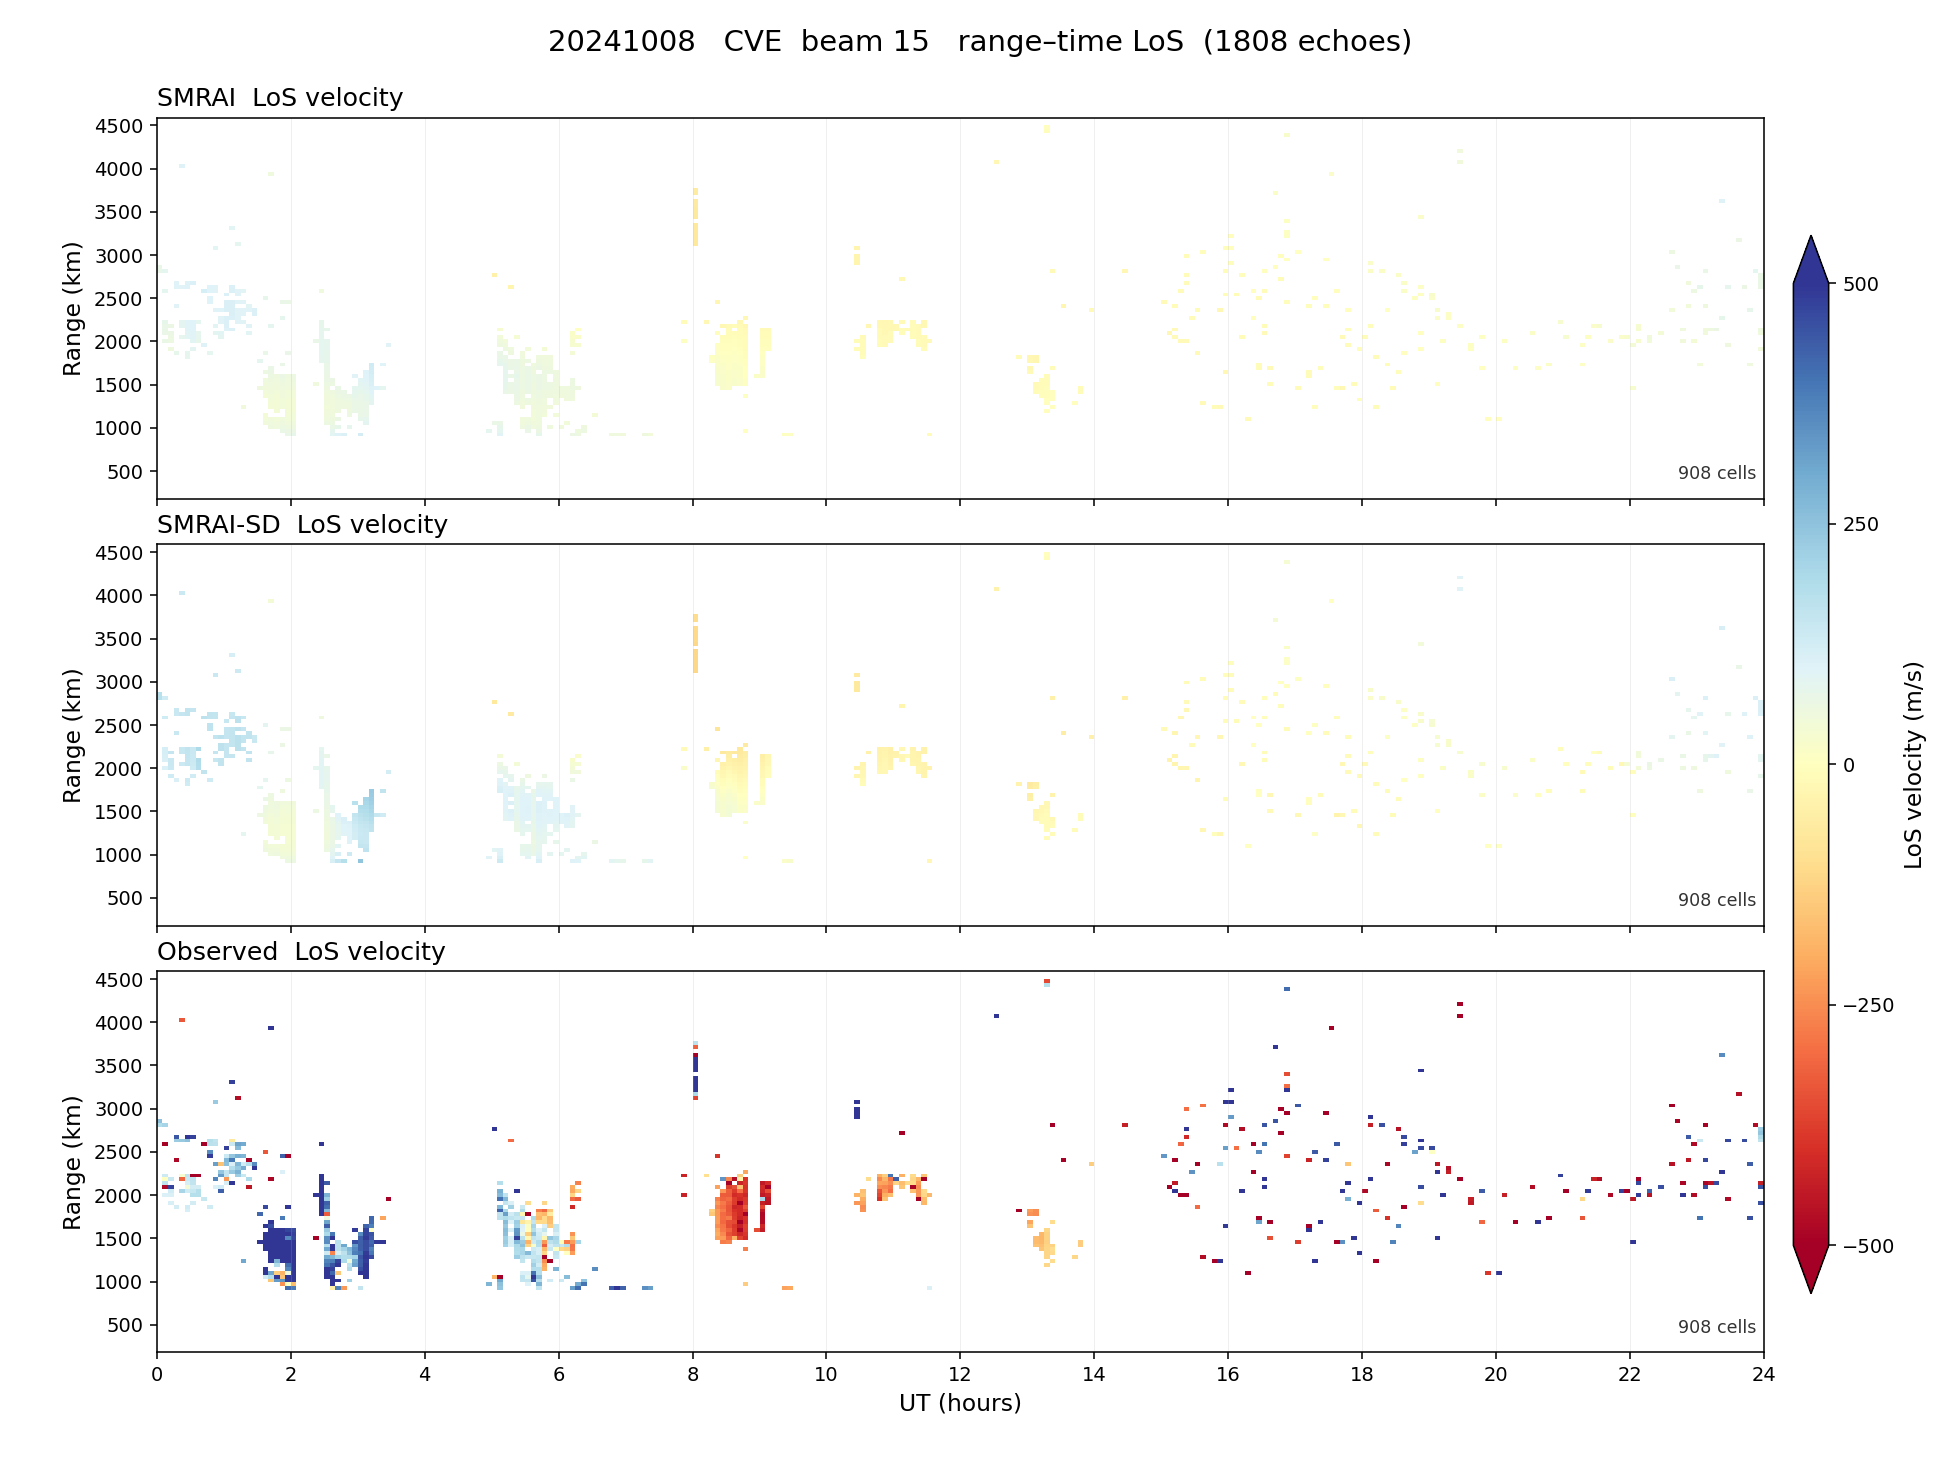 20241008   CVE  beam 15   range–time LoS  (1808 echoes)
SMRAI  LoS velocity
4500
4000
3500
3000
2500
2000
1500
1000
500
Range (km)
908 cells
SMRAI-SD  LoS velocity
4500
4000
3500
3000
2500
2000
1500
1000
500
Range (km)
908 cells
Observed  LoS velocity
4500
4000
3500
3000
2500
2000
1500
1000
500
Range (km)
908 cells
0 2 4 6 8 10 12 14 16 18 20 22 24
UT (hours)
500
250
0
−250
−500
LoS velocity (m/s)